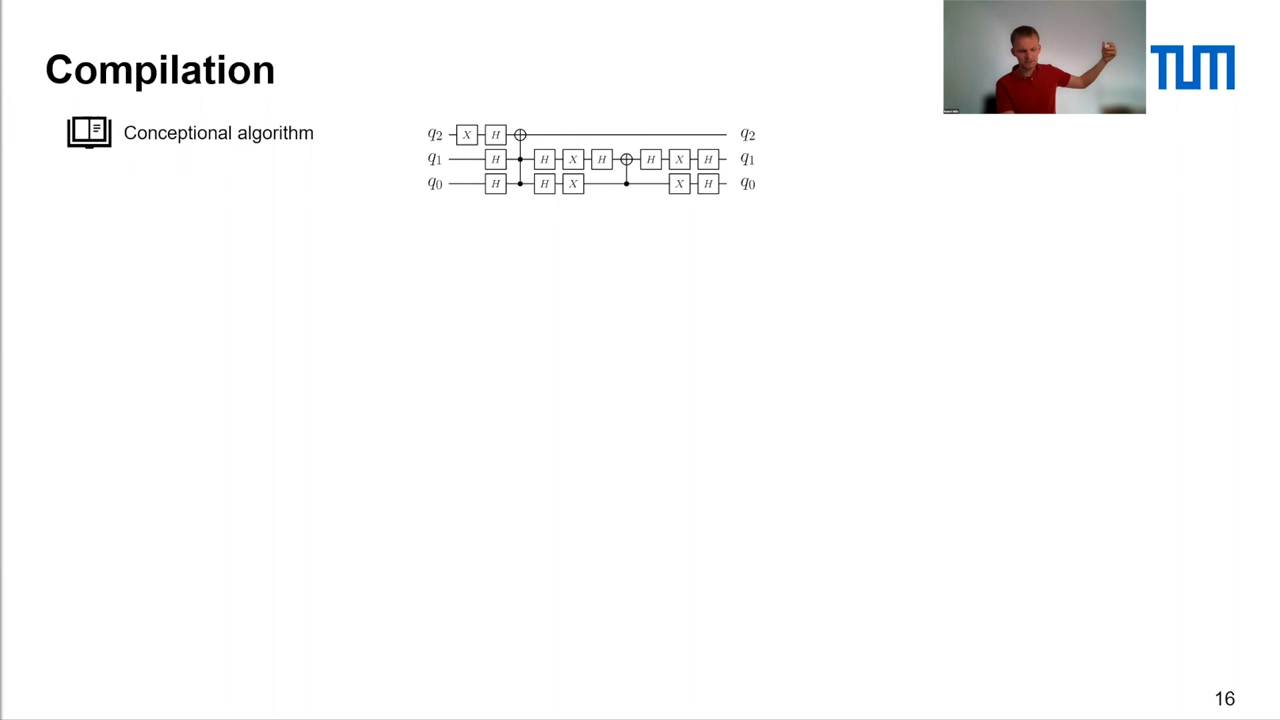 Compilation
TUM
Conceptional algorithm
q2 X H q2
q1 H H X H H X H q1
q0 H H X X H q0
16